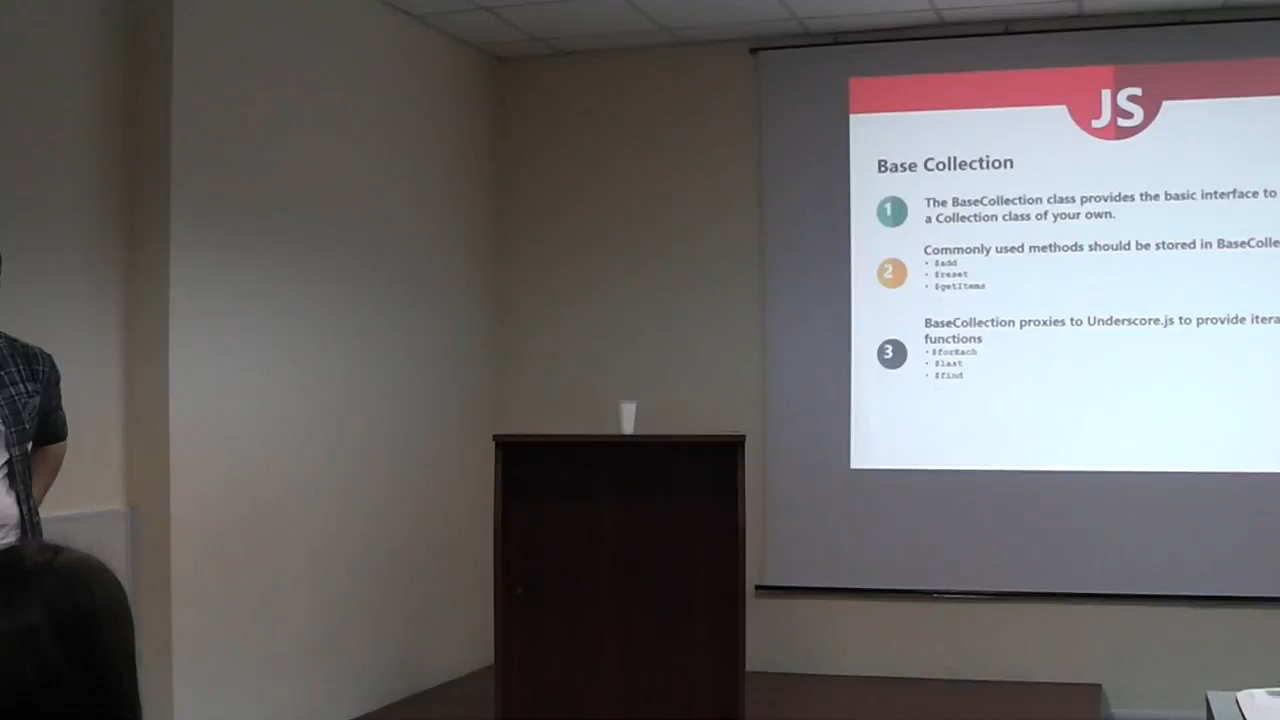 JS
Base Collection
1
The BaseCollection class provides the basic interface to
a Collection class of your own.
2
Commonly used methods should be stored in BaseColle
• $add
• $reset
• $getItems
3
BaseCollection proxies to Underscore.js to provide itera
functions
• $forEach
• $last
• $find